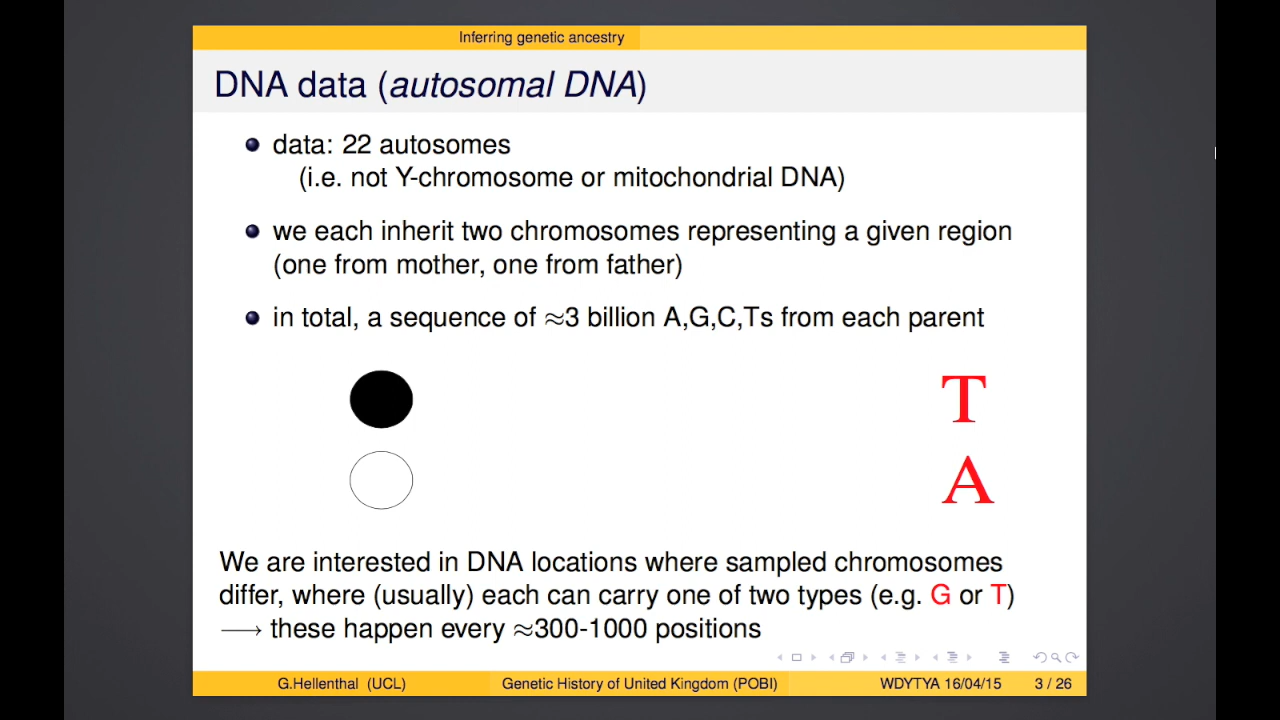 Inferring genetic ancestry
DNA data (autosomal DNA)
data: 22 autosomes
(i.e. not Y-chromosome or mitochondrial DNA)
we each inherit two chromosomes representing a given region
(one from mother, one from father)
in total, a sequence of ≈3 billion A,G,C,Ts from each parent
T
A
We are interested in DNA locations where sampled chromosomes
differ, where (usually) each can carry one of two types (e.g. G or T)
⟶ these happen every ≈300-1000 positions
G.Hellenthal (UCL) Genetic History of United Kingdom (POBI) WDYTYA 16/04/15 3 / 26